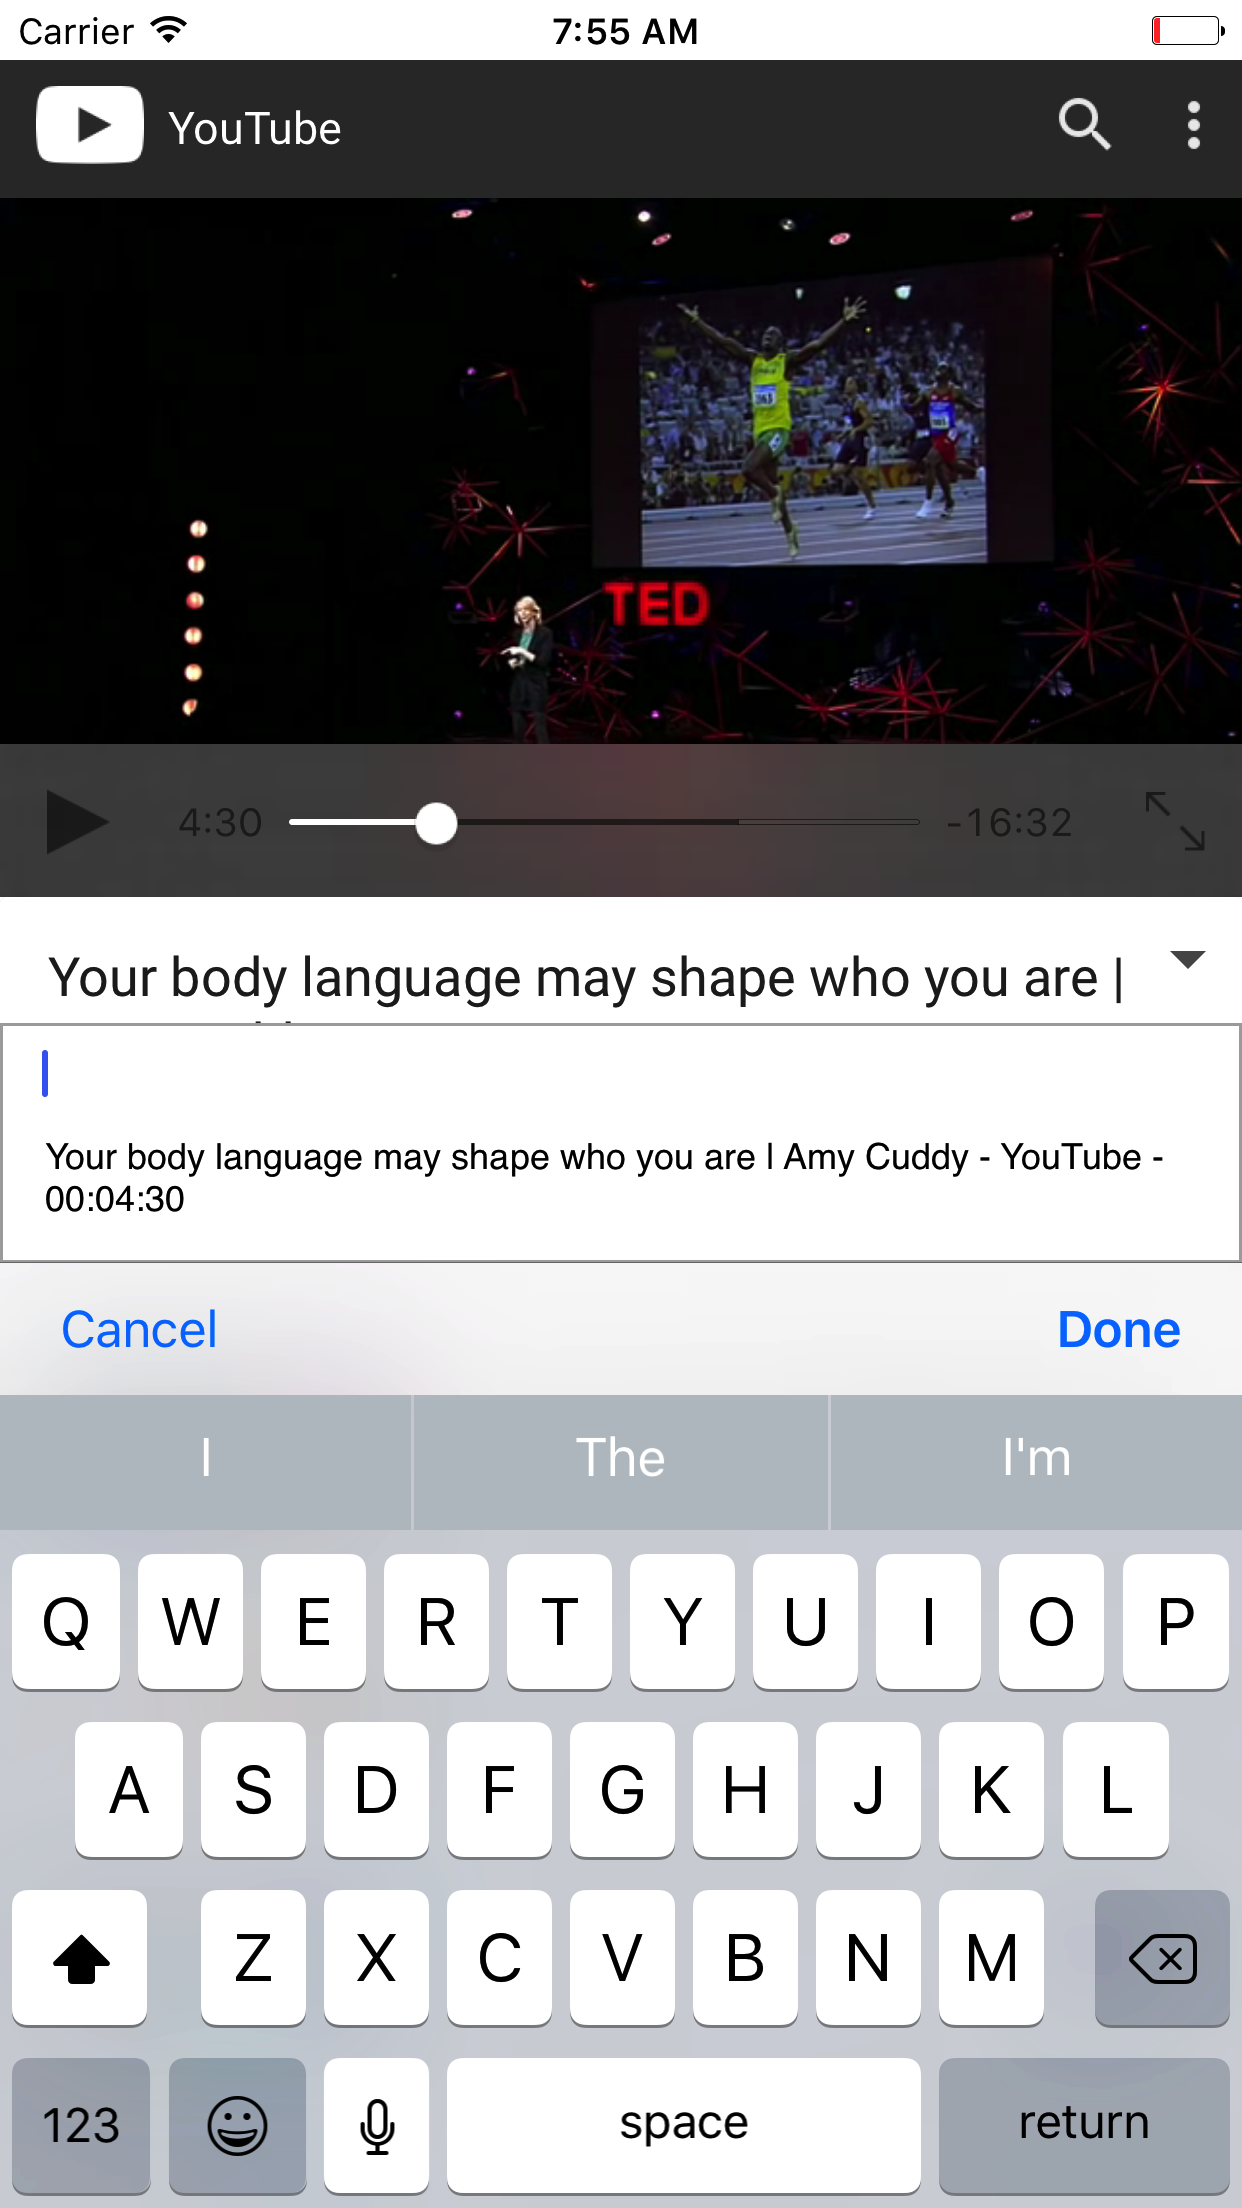 Carrier 7:55 AM
YouTube
TED
4:30 -16:32
Your body language may shape who you are |
Your body language may shape who you are | Amy Cuddy - YouTube -
00:04:30
Cancel Done
I The I'm
Q W E R T Y U I O P
A S D F G H J K L
Z X C V B N M
123 space return